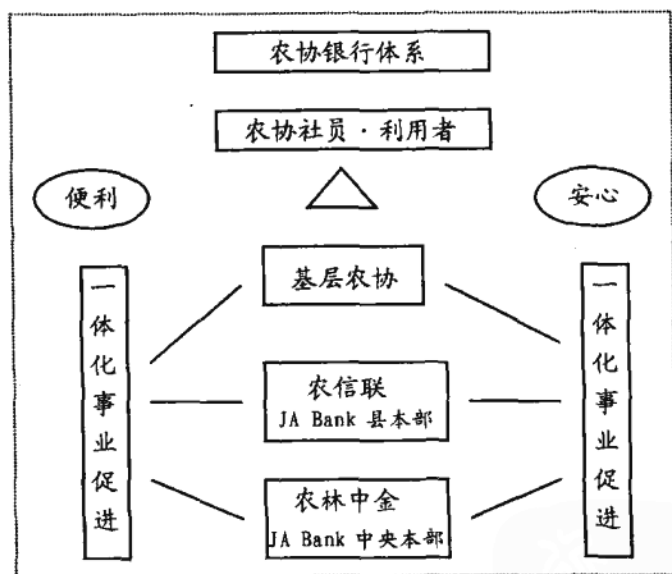 农协银行体系
农协社员·利用者
便利
安心
一体化事业促进
基层农协
农信联
JA Bank 县本部
农林中金
JA Bank 中央本部
一体化事业促进